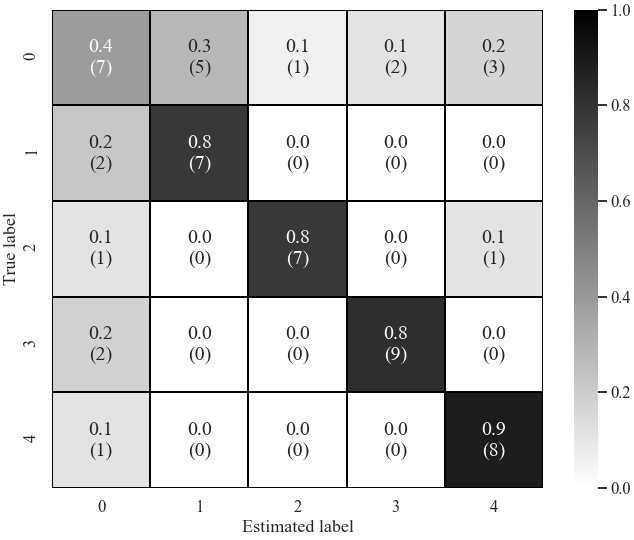 0.4 0.3 0.1 0.1 0.2
(7) (5) (1) (2) (3)
0
0.2 0.8 0.0 0.0 0.0
(2) (7) (0) (0) (0)
1
0.1 0.0 0.8 0.0 0.1
(1) (0) (7) (0) (1)
2
0.2 0.0 0.0 0.8 0.0
(2) (0) (0) (9) (0)
3
0.1 0.0 0.0 0.0 0.9
(1) (0) (0) (0) (8)
4
True label
0 1 2 3 4
Estimated label
1.0
0.8
0.6
0.4
0.2
0.0